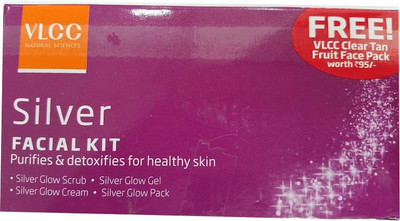 VLCC
NATURAL SCIENCES
FREE!
VLCC Clear Tan
Fruit Face Pack
worth ₹95/-
Silver
FACIAL KIT
Purifies & detoxifies for healthy skin
• Silver Glow Scrub • Silver Glow Gel
• Silver Glow Cream • Silver Glow Pack